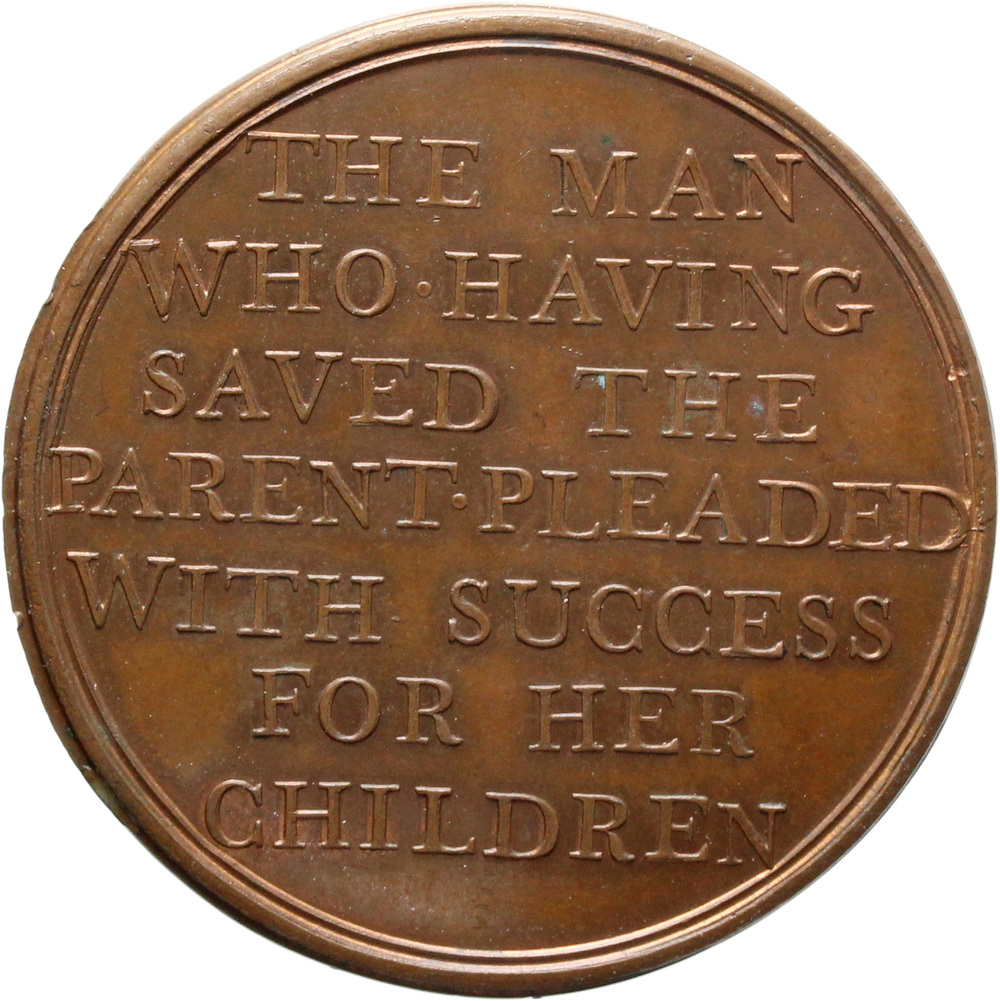 THE MAN
WHO·HAVING
SAVED THE
PARENT·PLEADED
WITH SUCCESS
FOR HER
CHILDREN